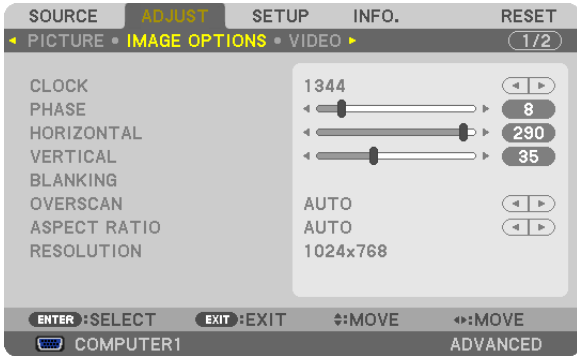 SOURCE ADJUST SETUP INFO. RESET
PICTURE • IMAGE OPTIONS • VIDEO 1/2
CLOCK 1344
PHASE 8
HORIZONTAL 290
VERTICAL 35
BLANKING
OVERSCAN AUTO
ASPECT RATIO AUTO
RESOLUTION 1024x768
ENTER :SELECT EXIT :EXIT :MOVE :MOVE
COMPUTER1 ADVANCED